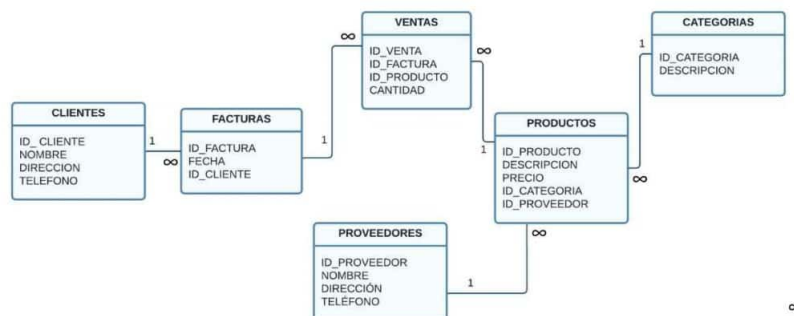 VENTAS
ID_VENTA
ID_FACTURA
ID_PRODUCTO
CANTIDAD
∞
∞
1
1
CATEGORIAS
ID_CATEGORIA
DESCRIPCION
1
CLIENTES
ID_ CLIENTE
NOMBRE
DIRECCION
TELEFONO
1
∞
FACTURAS
ID_FACTURA
FECHA
ID_CLIENTE
PRODUCTOS
ID_PRODUCTO
DESCRIPCION
PRECIO
ID_CATEGORIA
ID_PROVEEDOR
∞
∞
PROVEEDORES
ID_PROVEEDOR
NOMBRE
DIRECCIÓN
TELÉFONO
1